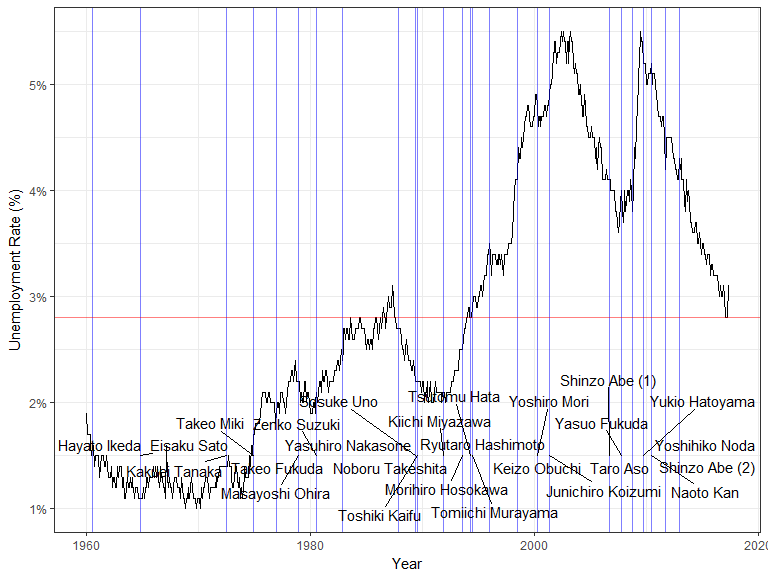 5%
4%
3%
2%
1%
Unemployment Rate (%)
Shinzo Abe (1)
Sosuke Uno
Tsutomu Hata
Yoshiro Mori
Yukio Hatoyama
Takeo Miki
Zenko Suzuki
Kiichi Miyazawa
Yasuo Fukuda
Hayato Ikeda
Eisaku Sato
Yasuhiro Nakasone
Ryutaro Hashimoto
Yoshihiko Noda
Kakuei Tanaka
Takeo Fukuda
Noboru Takeshita
Keizo Obuchi
Taro Aso
Shinzo Abe (2)
Masayoshi Ohira
Morihiro Hosokawa
Junichiro Koizumi
Naoto Kan
Toshiki Kaifu
Tomiichi Murayama
1960
1980
2000
2020
Year